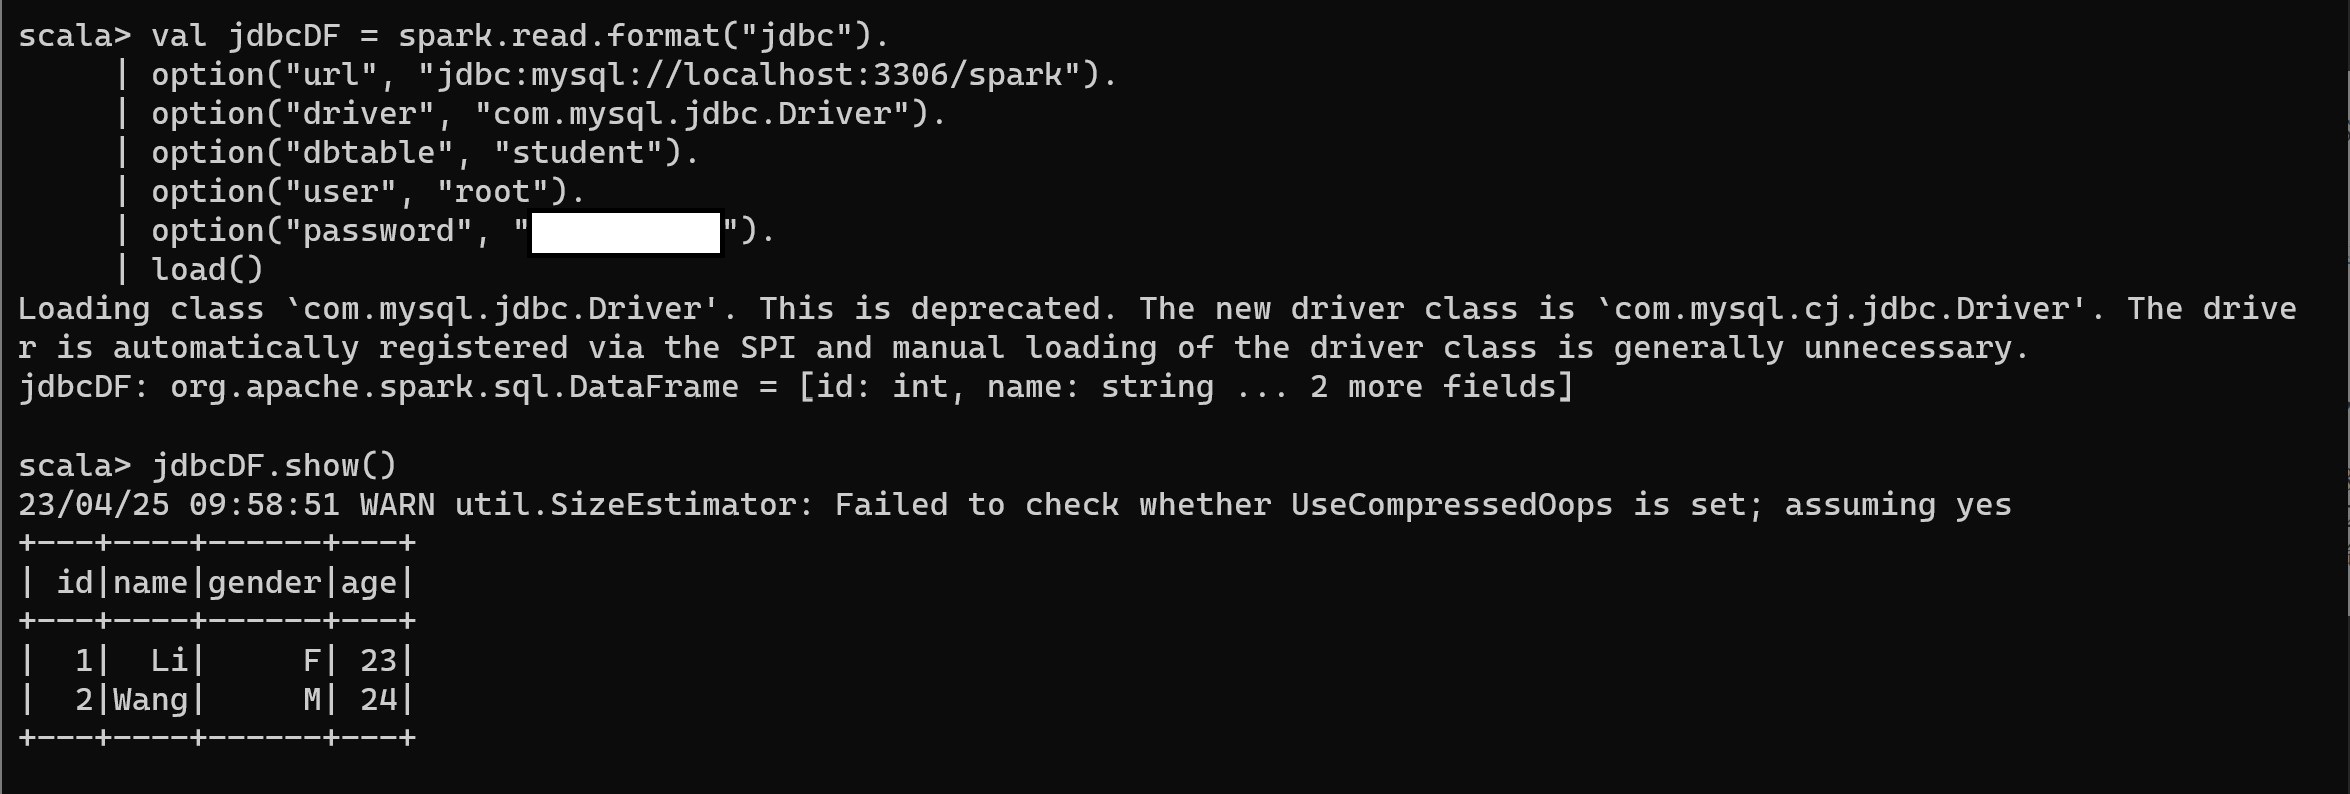 scala> val jdbcDF = spark.read.format("jdbc").
     | option("url", "jdbc:mysql://localhost:3306/spark").
     | option("driver", "com.mysql.jdbc.Driver").
     | option("dbtable", "student").
     | option("user", "root").
     | option("password", "          ").
     | load()
Loading class `com.mysql.jdbc.Driver'. This is deprecated. The new driver class is `com.mysql.cj.jdbc.Driver'. The drive
r is automatically registered via the SPI and manual loading of the driver class is generally unnecessary.
jdbcDF: org.apache.spark.sql.DataFrame = [id: int, name: string ... 2 more fields]

scala> jdbcDF.show()
23/04/25 09:58:51 WARN util.SizeEstimator: Failed to check whether UseCompressedOops is set; assuming yes
+---+----+------+---+
| id|name|gender|age|
+---+----+------+---+
|  1|  Li|     F| 23|
|  2|Wang|     M| 24|
+---+----+------+---+